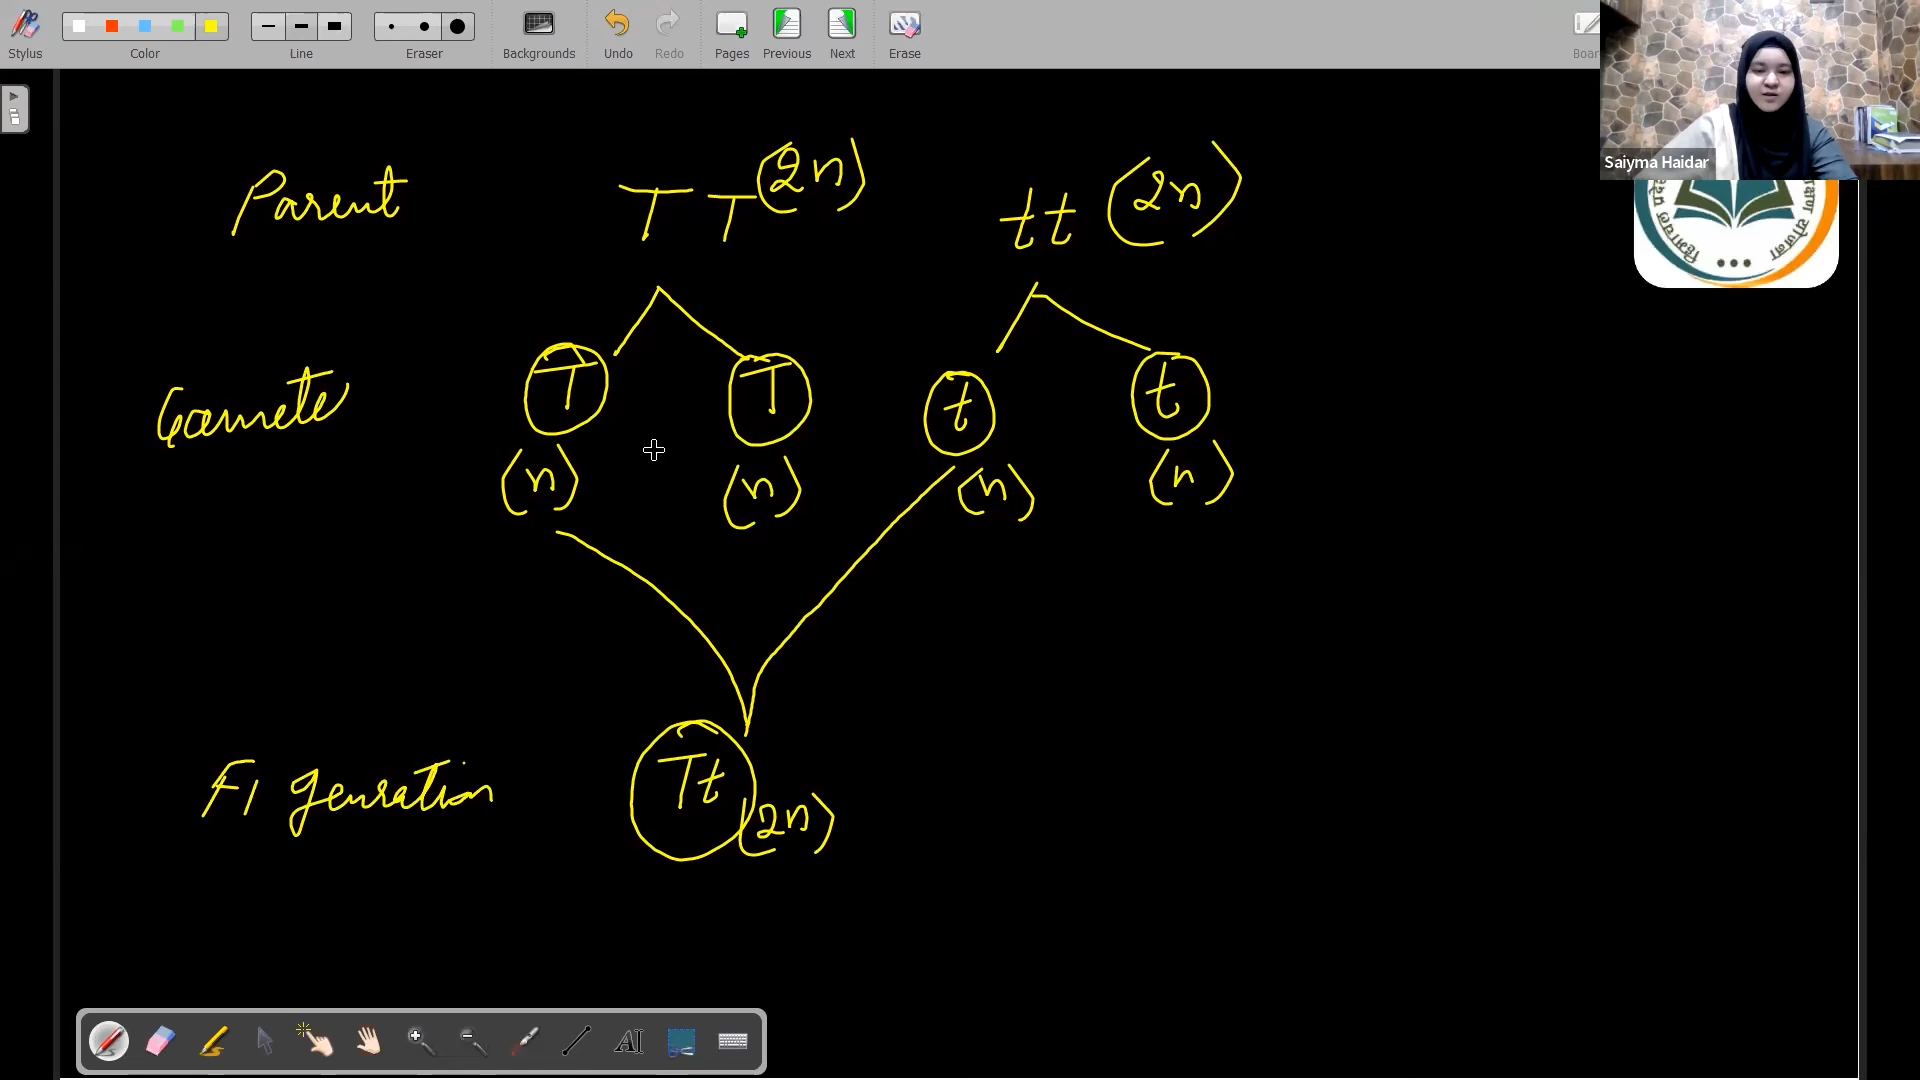 Stylus Color Line Eraser Backgrounds Undo Redo Pages Previous Next Erase
Saiyma Haidar
Parent TT (2n) tt (2n)
Gamete T T t t
(n) (n) (n) (n)
F1 genration Tt (2n)
AI